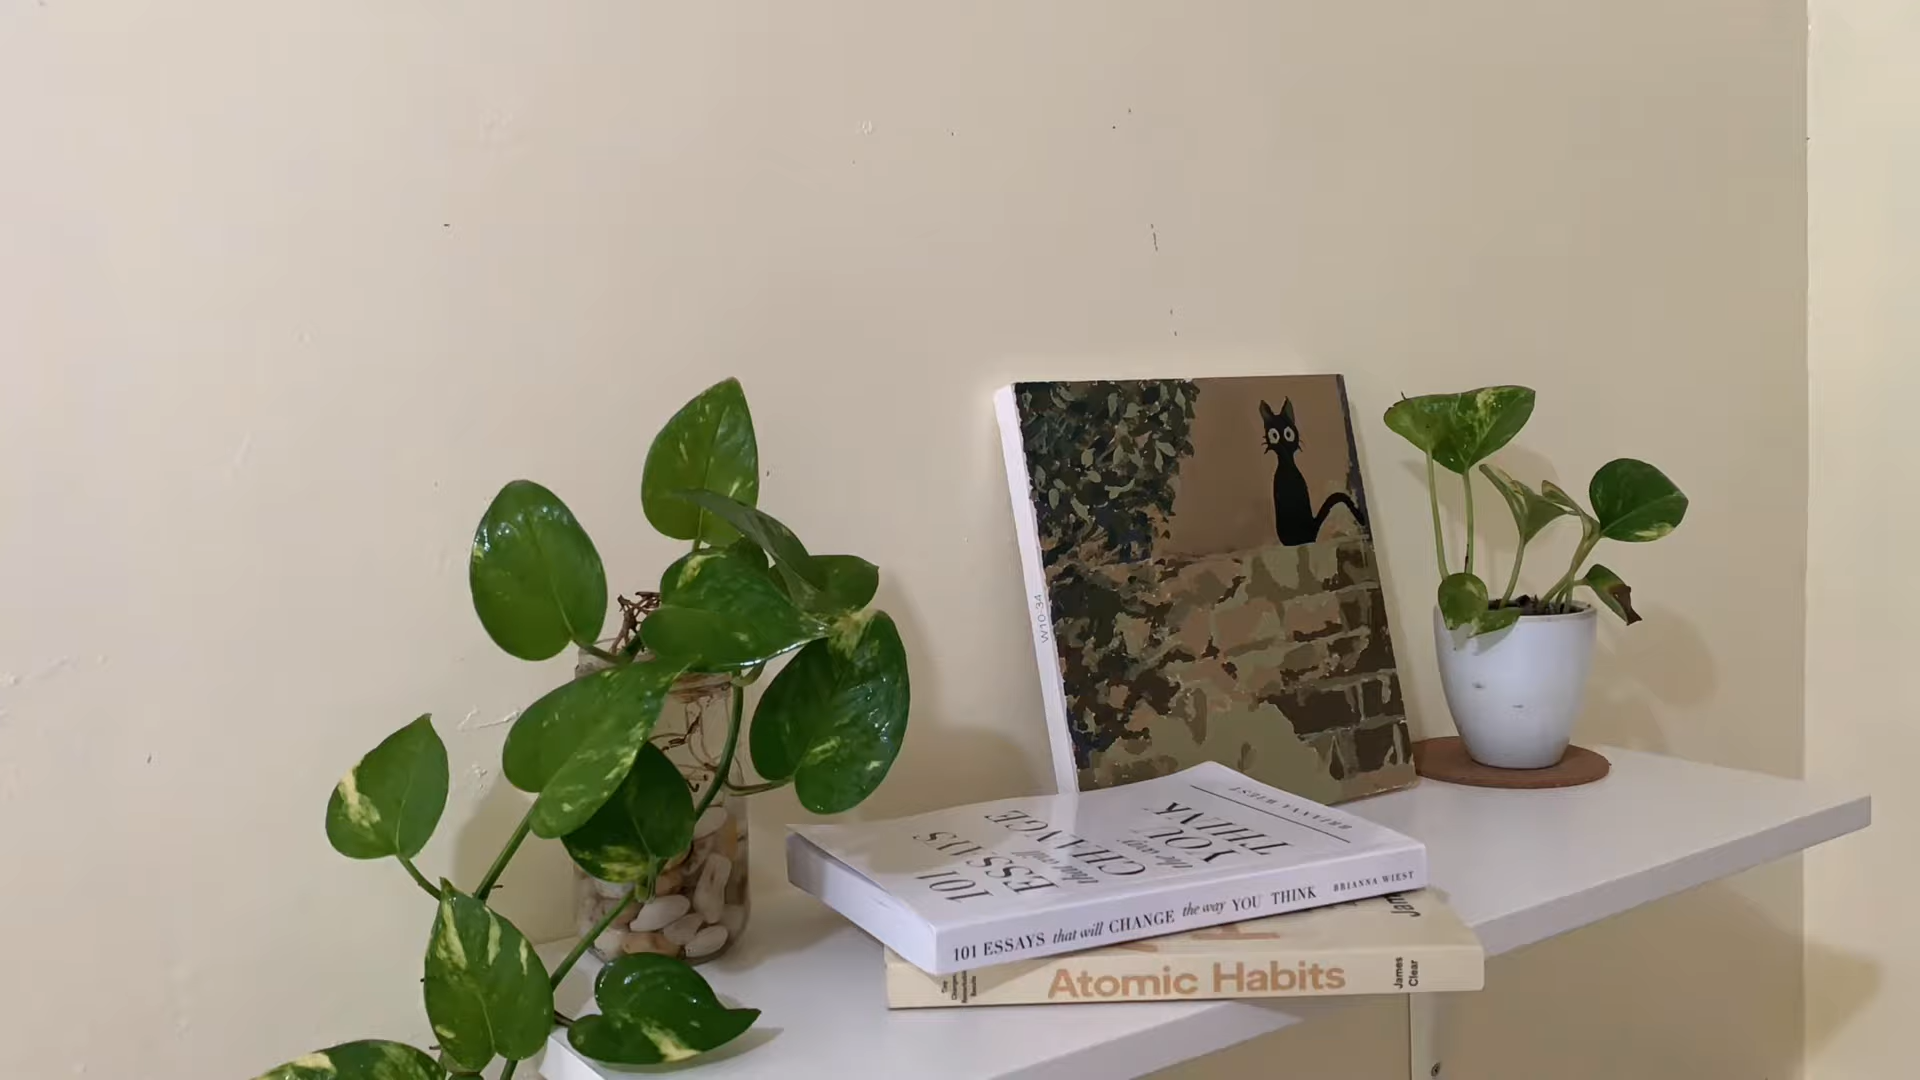 W10-34
BRIANNA WIEST
101
ESSAYS
that will
CHANGE
the way
YOU
THINK
101 ESSAYS that will CHANGE the way YOU THINK BRIANNA WIEST
Atomic Habits
James
Clear